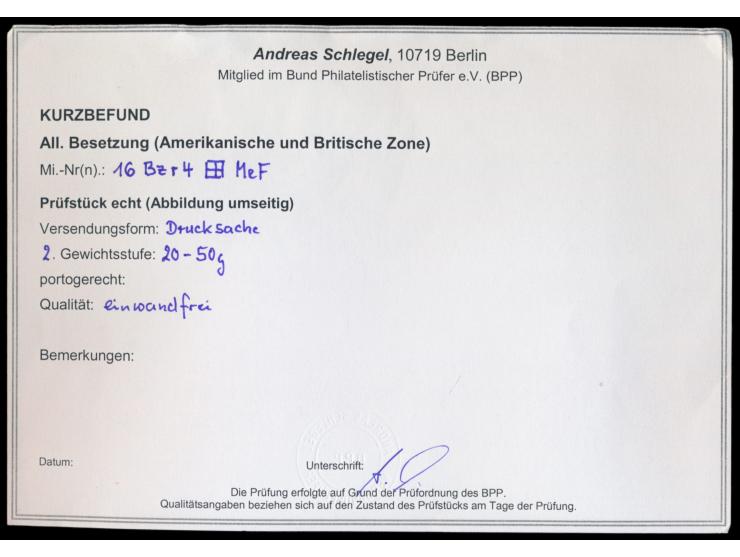 Andreas Schlegel, 10719 Berlin
Mitglied im Bund Philatelistischer Prüfer e.V. (BPP)
KURZBEFUND
All. Besetzung (Amerikanische und Britische Zone)
Mi.-Nr(n).: 16 Bz r 4 ⊞ MeF
Prüfstück echt (Abbildung umseitig)
Versendungsform: Drucksache
2. Gewichtsstufe: 20-50g
portogerecht:
Qualität: einwandfrei
Bemerkungen:
Datum:
Unterschrift:
Die Prüfung erfolgte auf Grund der Prüfordnung des BPP.
Qualitätsangaben beziehen sich auf den Zustand des Prüfstücks am Tage der Prüfung.